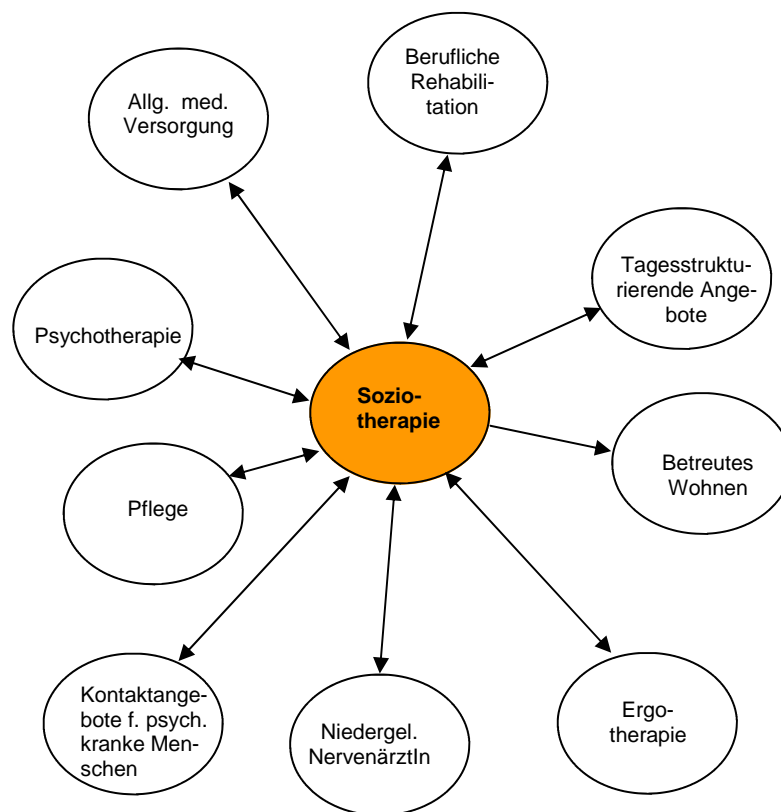 Berufliche
Rehabili-
tation
Allg. med.
Versorgung
Tagesstruktu-
rierende Ange-
bote
Psychotherapie
Sozio-
therapie
Betreutes
Wohnen
Pflege
Kontaktange-
bote f. psych.
kranke Men-
schen
Niedergel.
NervenärztIn
Ergo-
therapie